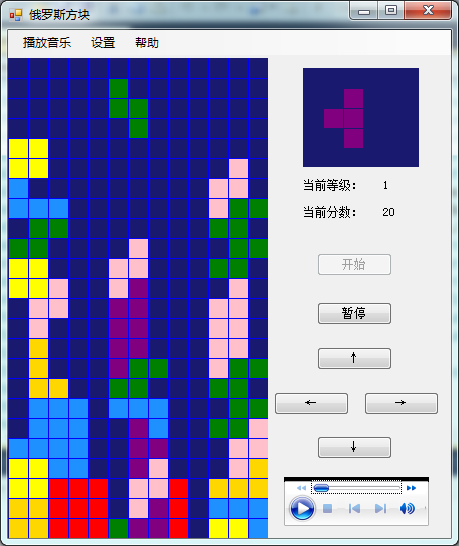 俄罗斯方块
播放音乐 设置 帮助
当前等级: 1
当前分数: 20
开始
暂停
↑
← →
↓